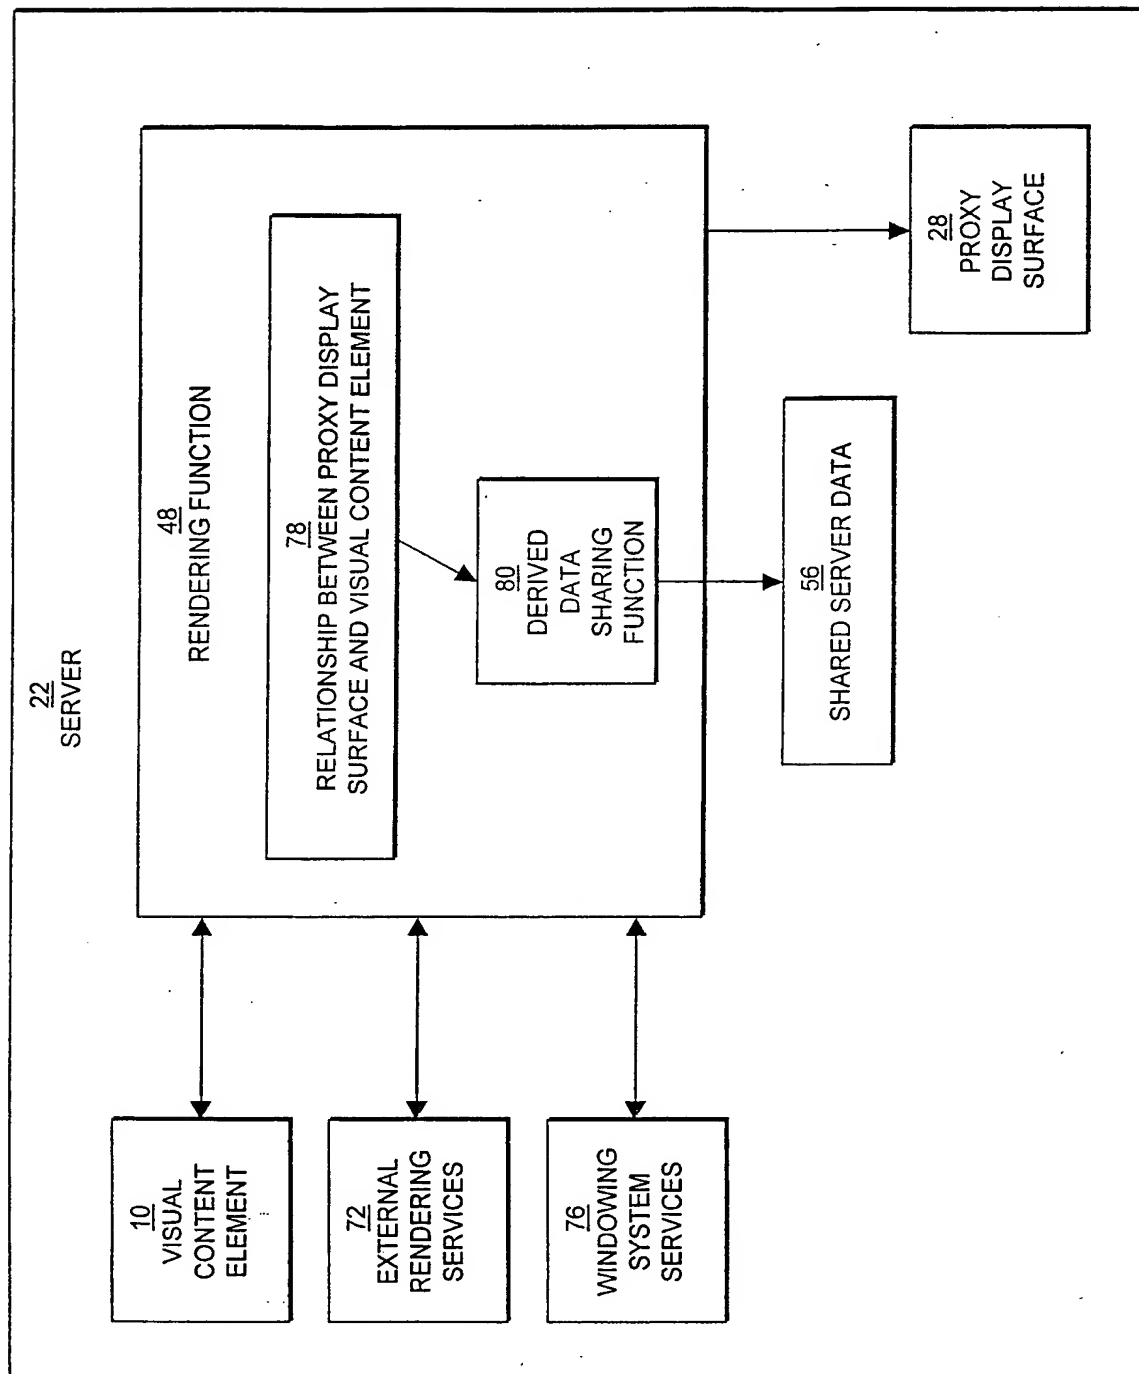 22
SERVER
48
RENDERING FUNCTION
78
RELATIONSHIP BETWEEN PROXY DISPLAY
SURFACE AND VISUAL CONTENT ELEMENT
80
DERIVED
DATA
SHARING
FUNCTION
10
VISUAL
CONTENT
ELEMENT
72
EXTERNAL
RENDERING
SERVICES
76
WINDOWING
SYSTEM
SERVICES
56
SHARED SERVER DATA
28
PROXY
DISPLAY
SURFACE